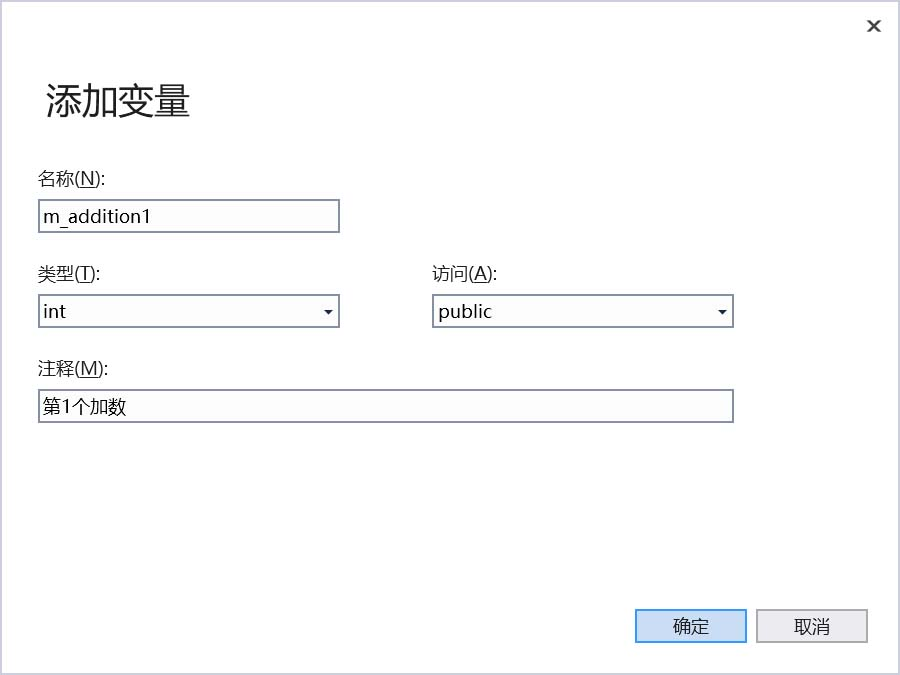 添加变量
名称(N):
m_addition1
类型(T):
访问(A):
int
public
注释(M):
第1个加数
确定
取消